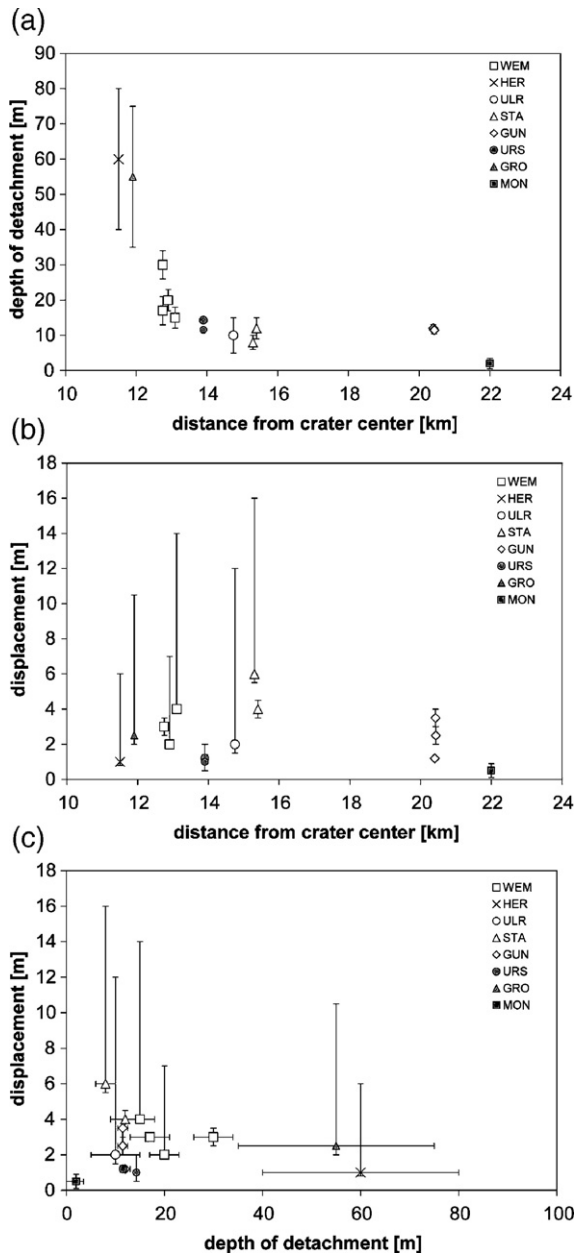 (a)
90
80
70
60
50
40
30
20
10
0
depth of detachment [m]
WEM
HER
ULR
STA
GUN
URS
GRO
MON
10 12 14 16 18 20 22 24
distance from crater center [km]
(b)
18
16
14
12
10
8
6
4
2
0
displacement [m]
WEM
HER
ULR
STA
GUN
URS
GRO
MON
10 12 14 16 18 20 22 24
distance from crater center [km]
(c)
18
16
14
12
10
8
6
4
2
0
displacement [m]
WEM
HER
ULR
STA
GUN
URS
GRO
MON
0 20 40 60 80 100
depth of detachment [m]